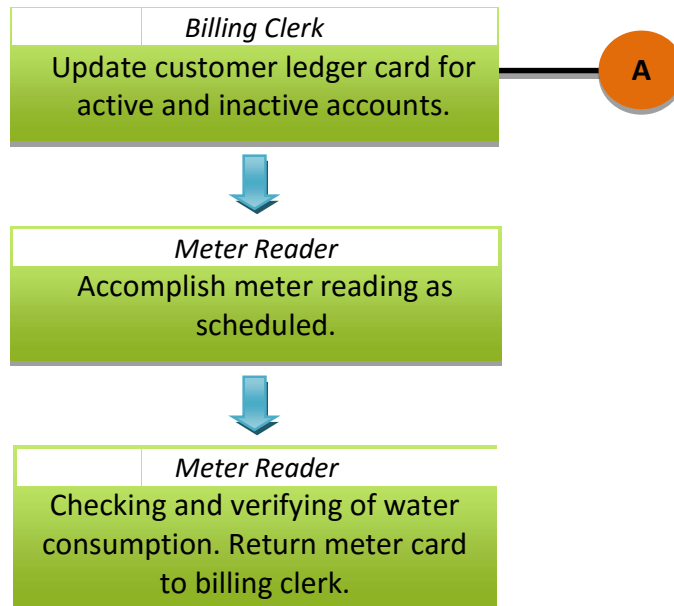 Billing Clerk
Update customer ledger card for
active and inactive accounts.
A
Meter Reader
Accomplish meter reading as
scheduled.
Meter Reader
Checking and verifying of water
consumption. Return meter card
to billing clerk.